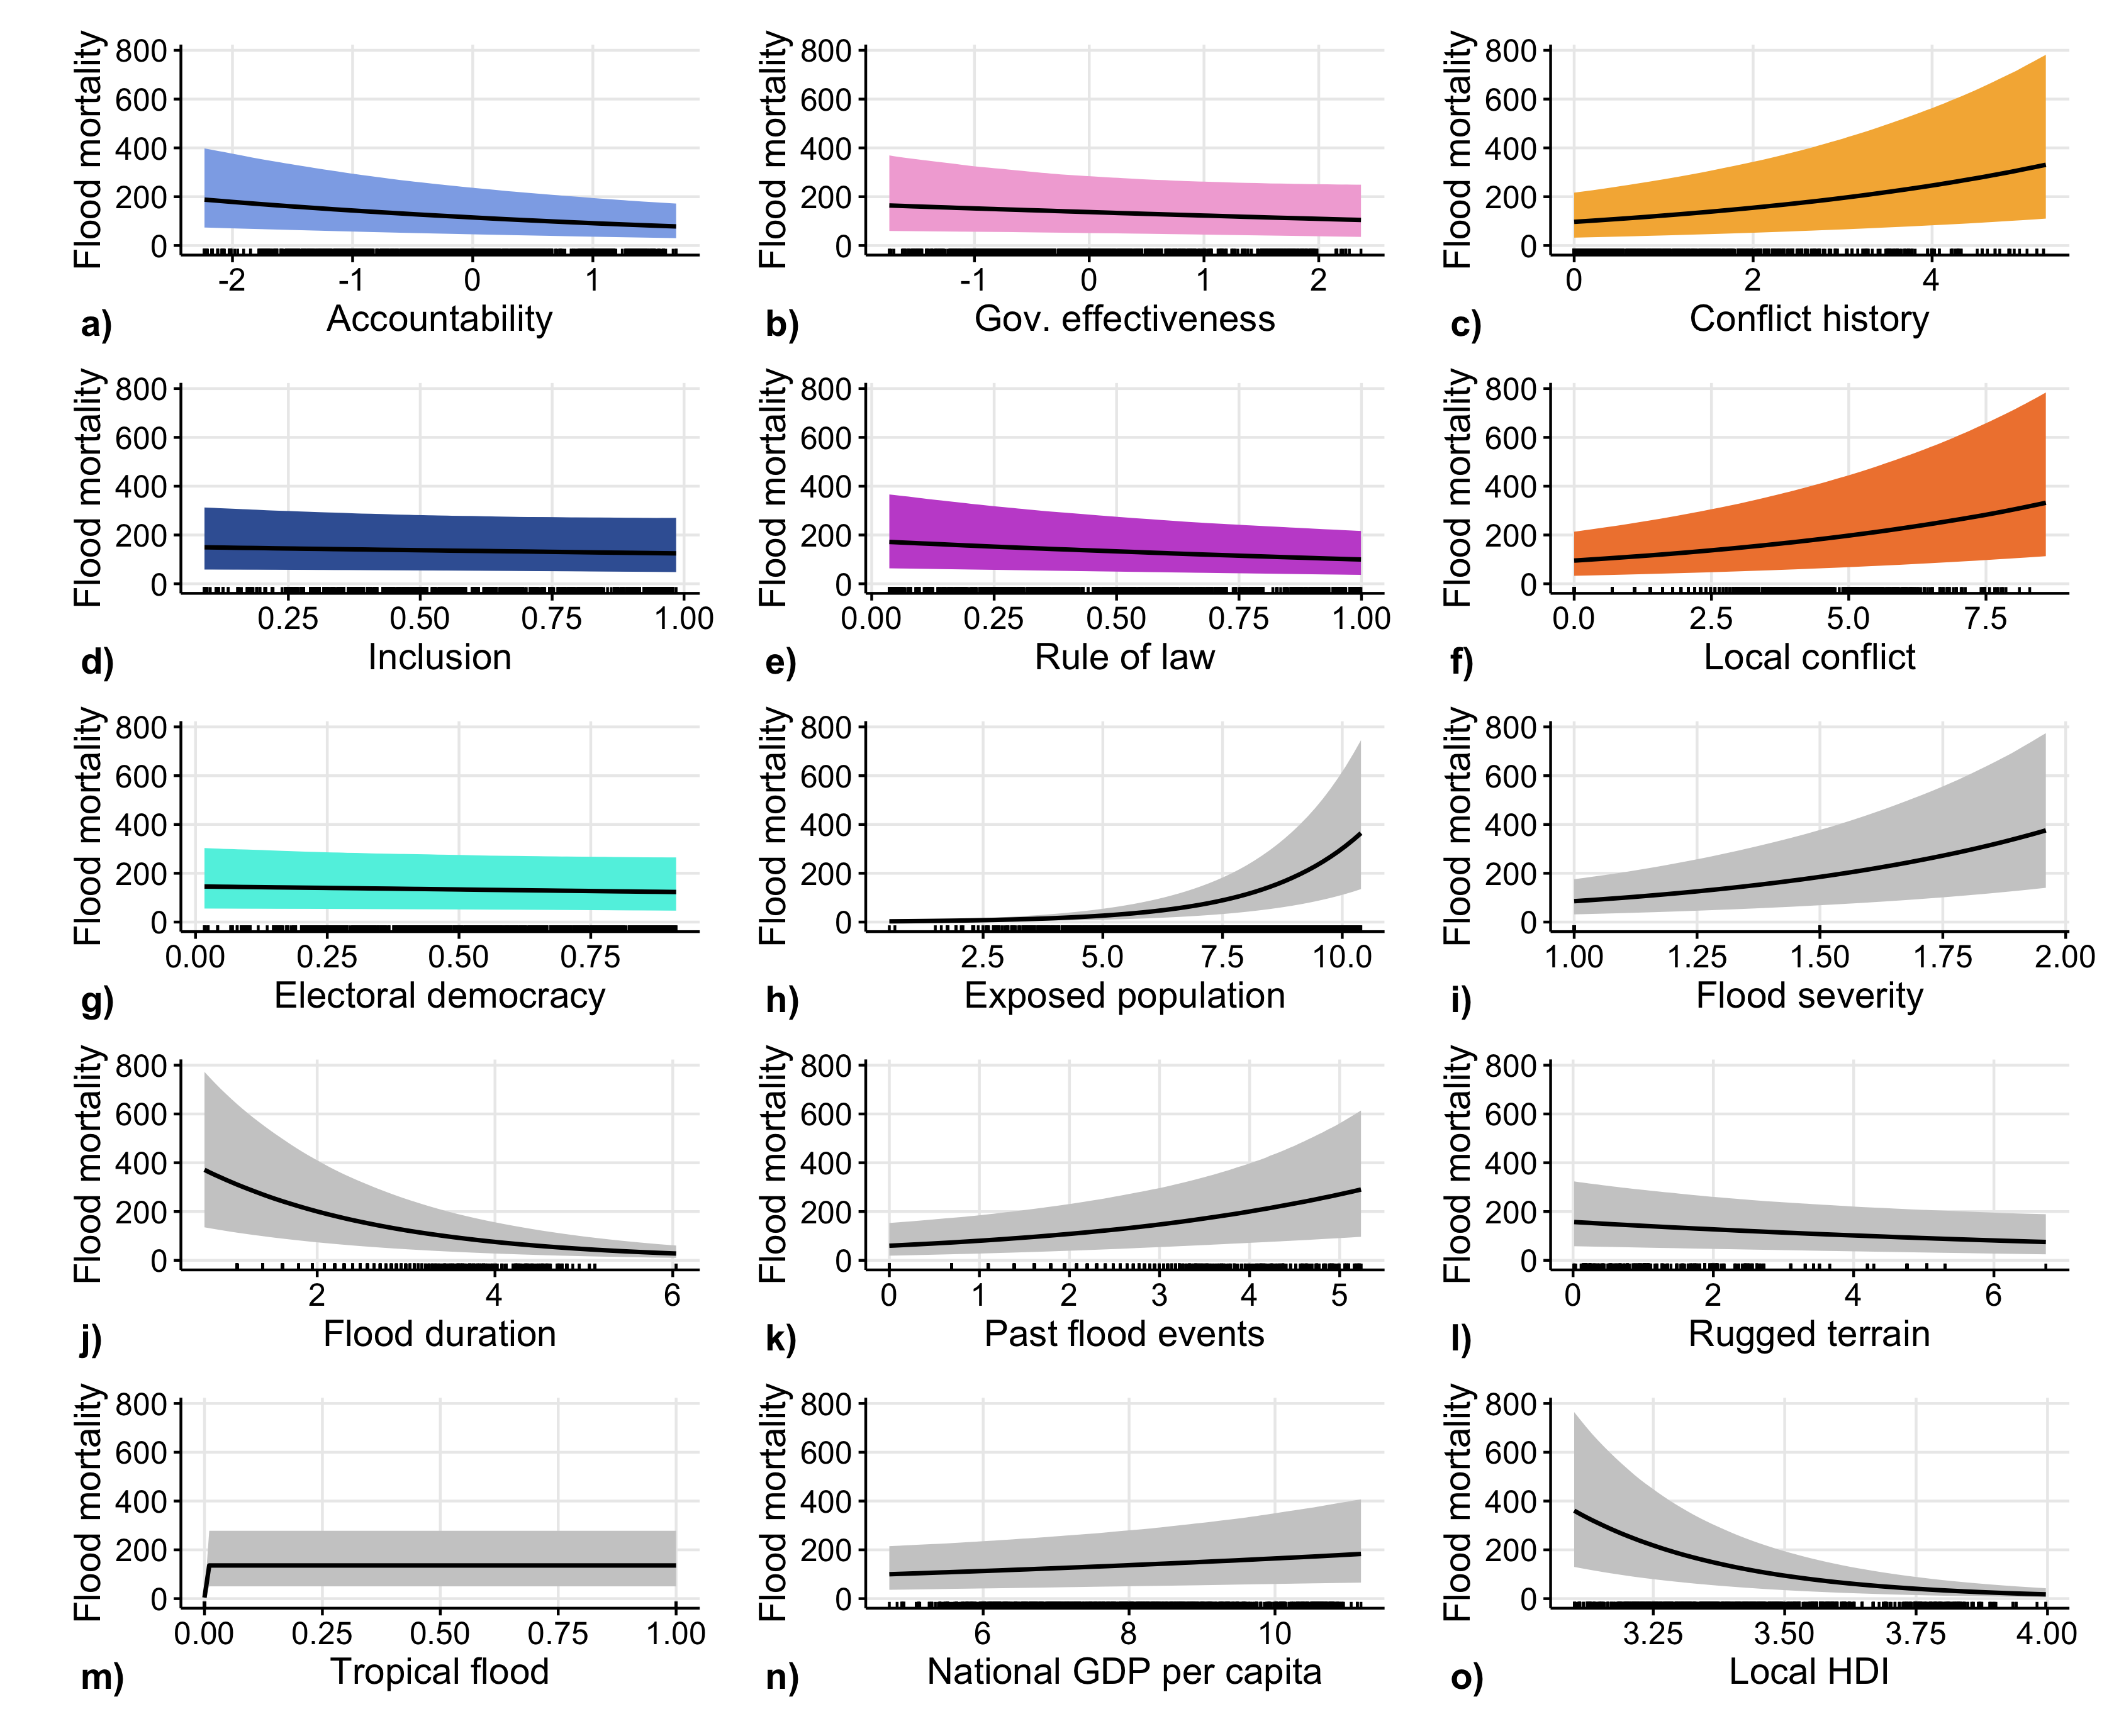 Flood mortality
800
600
400
200
0
-2 -1 0 1
Accountability
a)
Flood mortality
800
600
400
200
0
-1 0 1 2
Gov. effectiveness
b)
Flood mortality
800
600
400
200
0
0 2 4
Conflict history
c)
Flood mortality
800
600
400
200
0
0.25 0.50 0.75 1.00
Inclusion
d)
Flood mortality
800
600
400
200
0
0.00 0.25 0.50 0.75 1.00
Rule of law
e)
Flood mortality
800
600
400
200
0
0.0 2.5 5.0 7.5
Local conflict
f)
Flood mortality
800
600
400
200
0
0.00 0.25 0.50 0.75
Electoral democracy
g)
Flood mortality
800
600
400
200
0
2.5 5.0 7.5 10.0
Exposed population
h)
Flood mortality
800
600
400
200
0
1.00 1.25 1.50 1.75 2.00
Flood severity
i)
Flood mortality
800
600
400
200
0
2 4 6
Flood duration
j)
Flood mortality
800
600
400
200
0
0 1 2 3 4 5
Past flood events
k)
Flood mortality
800
600
400
200
0
0 2 4 6
Rugged terrain
l)
Flood mortality
800
600
400
200
0
0.00 0.25 0.50 0.75 1.00
Tropical flood
m)
Flood mortality
800
600
400
200
0
6 8 10
National GDP per capita
n)
Flood mortality
800
600
400
200
0
3.25 3.50 3.75 4.00
Local HDI
o)